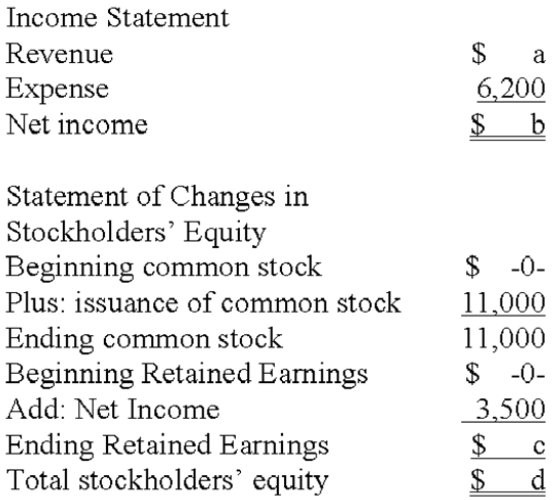 Income Statement
Revenue $ a
Expense 6,200
Net income $ b
Statement of Changes in
Stockholders’ Equity
Beginning common stock $ -0-
Plus: issuance of common stock 11,000
Ending common stock 11,000
Beginning Retained Earnings $ -0-
Add: Net Income 3,500
Ending Retained Earnings $ c
Total stockholders’ equity $ d